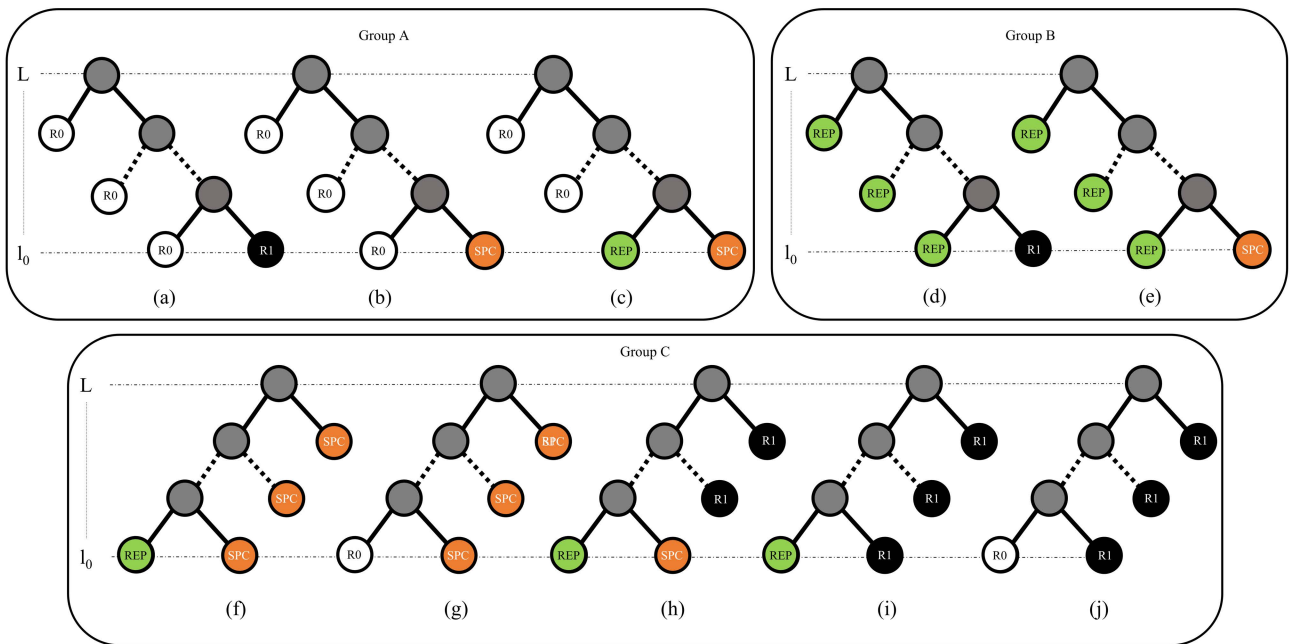 Group A
L
R0 R0 R0
R0 R0 R0
l0 R0 R1 R0 SPC REP SPC
(a) (b) (c)
Group B
L
REP REP
REP REP
l0 REP R1 REP SPC
(d) (e)
Group C
L
SPC R1 R1 R1
SPC SPC R1 R1 R1
l0 REP SPC R0 SPC REP SPC REP R1 R0 R1
(f) (g) (h) (i) (j)